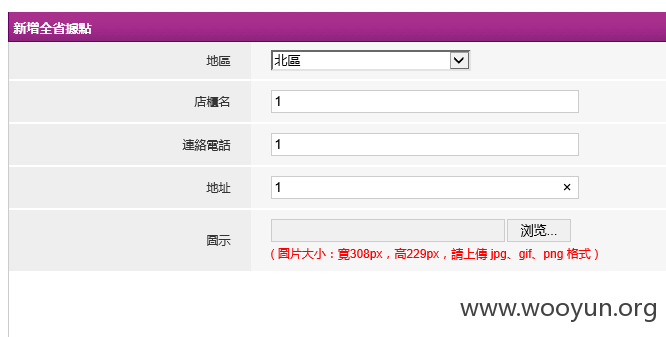 新增全省據點
地區 北區
店櫃名 1
連絡電話 1
地址 1 ×
圖示 浏览...
( 圖片大小：寬308px，高229px，請上傳 jpg、gif、png 格式 )
www.wooyun.org